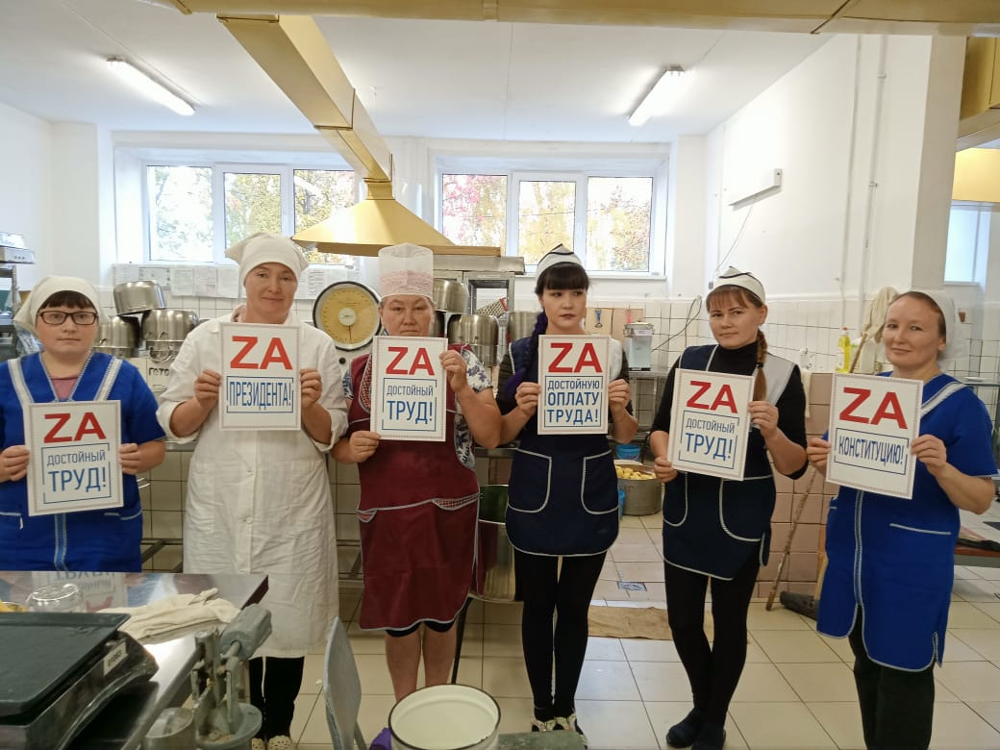 ZA
ДОСТОЙНЫЙ
ТРУД!
ZA
ПРЕЗИДЕНТА!
ZA
ДОСТОЙНЫЙ
ТРУД!
ZA
ДОСТОЙНУЮ
ОПЛАТУ
ТРУДА!
ZA
ДОСТОЙНЫЙ
ТРУД!
ZA
КОНСТИТУЦИЮ!